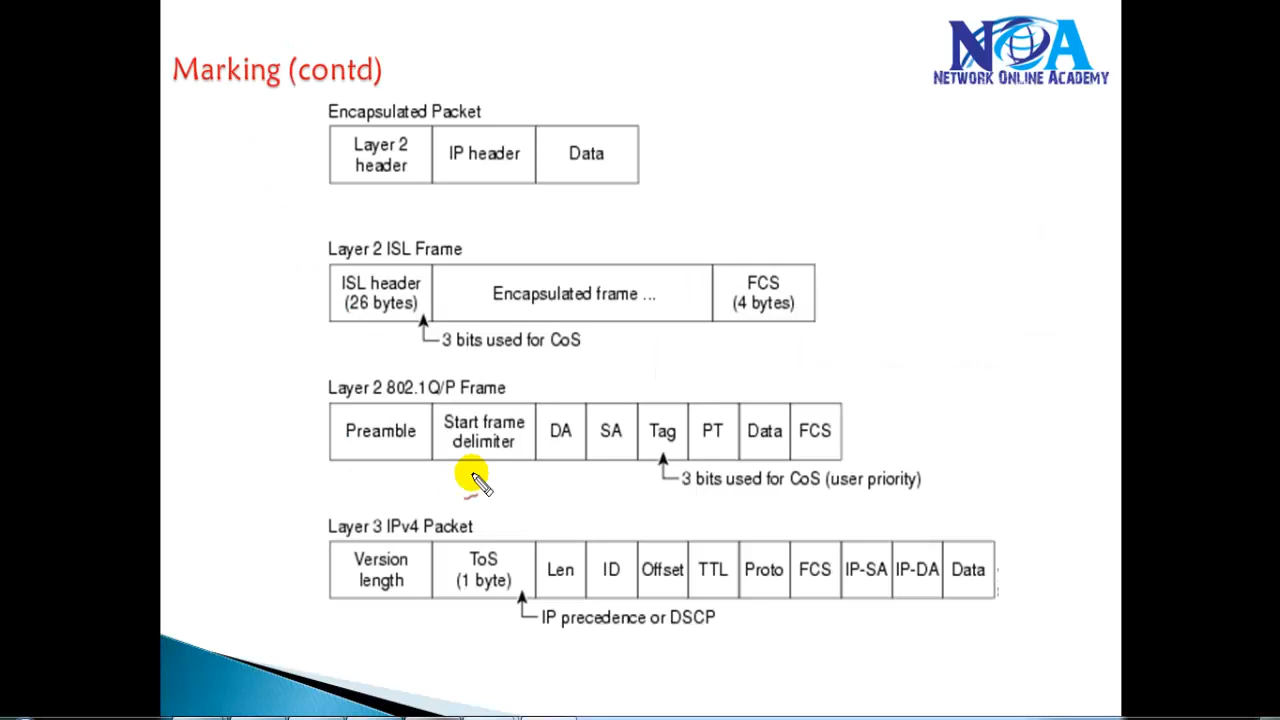 Marking (contd)
NOA
NETWORK ONLINE ACADEMY
Encapsulated Packet
Layer 2 header IP header Data
Layer 2 ISL Frame
ISL header (26 bytes) Encapsulated frame ... FCS (4 bytes)
3 bits used for CoS
Layer 2 802.1Q/P Frame
Preamble Start frame delimiter DA SA Tag PT Data FCS
3 bits used for CoS (user priority)
Layer 3 IPv4 Packet
Version length ToS (1 byte) Len ID Offset TTL Proto FCS IP-SA IP-DA Data
IP precedence or DSCP